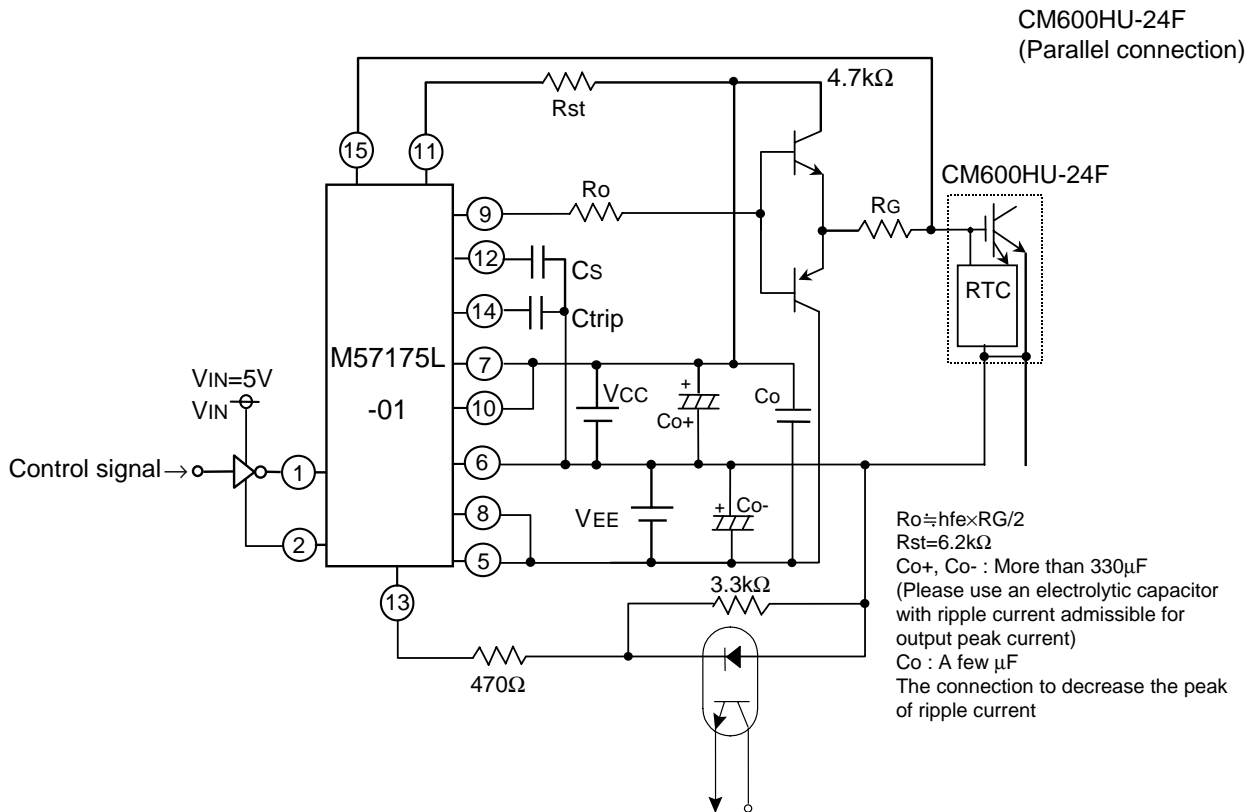 CM600HU-24F
(Parallel connection)
4.7kΩ
Rst
15
11
CM600HU-24F
9
Ro
RG
12
Cs
RTC
14
Ctrip
M57175L
-01
7
VIN=5V
VIN
VCC
Co+
+
Co
10
Control signal→
1
6
8
VEE
+
Co-
2
5
Ro≒hfe×RG/2
Rst=6.2kΩ
Co+, Co- : More than 330μF
(Please use an electrolytic capacitor
with ripple current admissible for
output peak current)
Co : A few μF
The connection to decrease the peak
of ripple current
13
3.3kΩ
470Ω